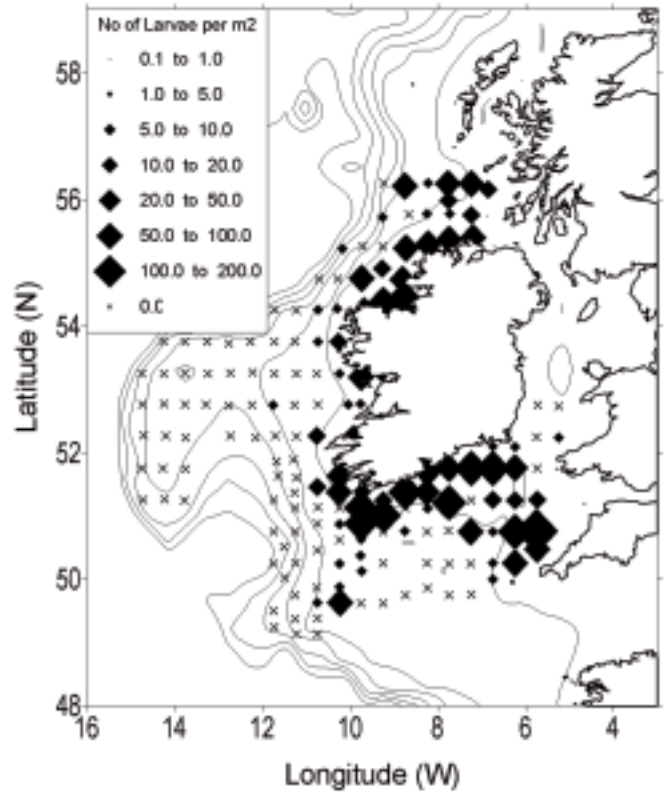 No of Larvae per m2
0.1 to 1.0
1.0 to 5.0
5.0 to 10.0
10.0 to 20.0
20.0 to 50.0
50.0 to 100.0
100.0 to 200.0
0.0
58
56
54
52
50
48
Latitude (N)
16 14 12 10 8 6 4
Longitude (W)